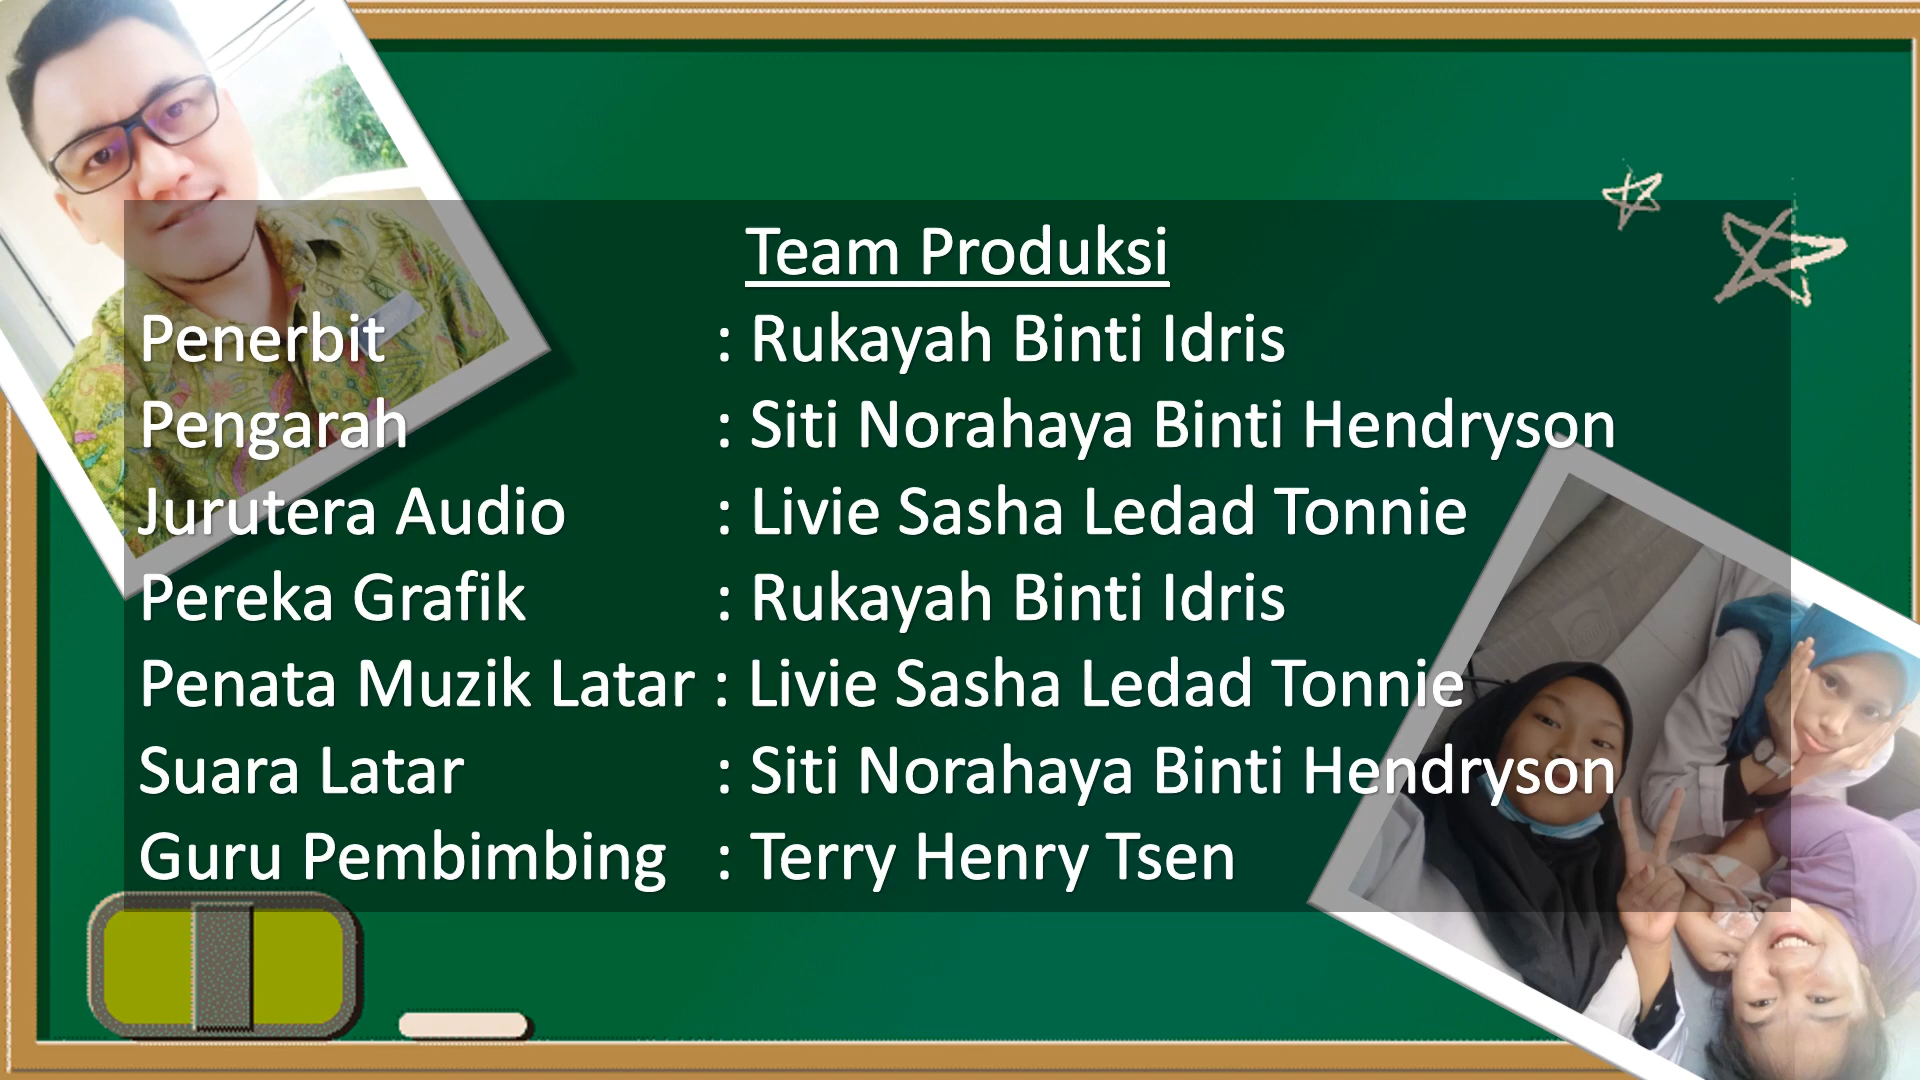 Team Produksi
Penerbit : Rukayah Binti Idris
Pengarah : Siti Norahaya Binti Hendryson
Jurutera Audio : Livie Sasha Ledad Tonnie
Pereka Grafik : Rukayah Binti Idris
Penata Muzik Latar : Livie Sasha Ledad Tonnie
Suara Latar : Siti Norahaya Binti Hendryson
Guru Pembimbing : Terry Henry Tsen